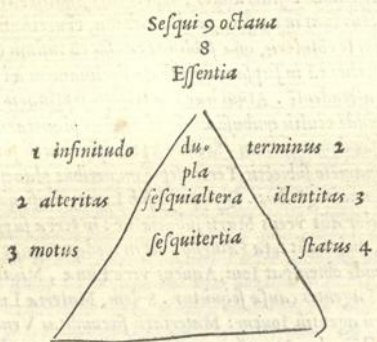 Seſqui 9 octaua
8
Eſſentia
1 infinitudo du- terminus 2
pla
2 alteritas ſeſquialtera identitas 3
3 motus ſeſquitertia ſtatus 4